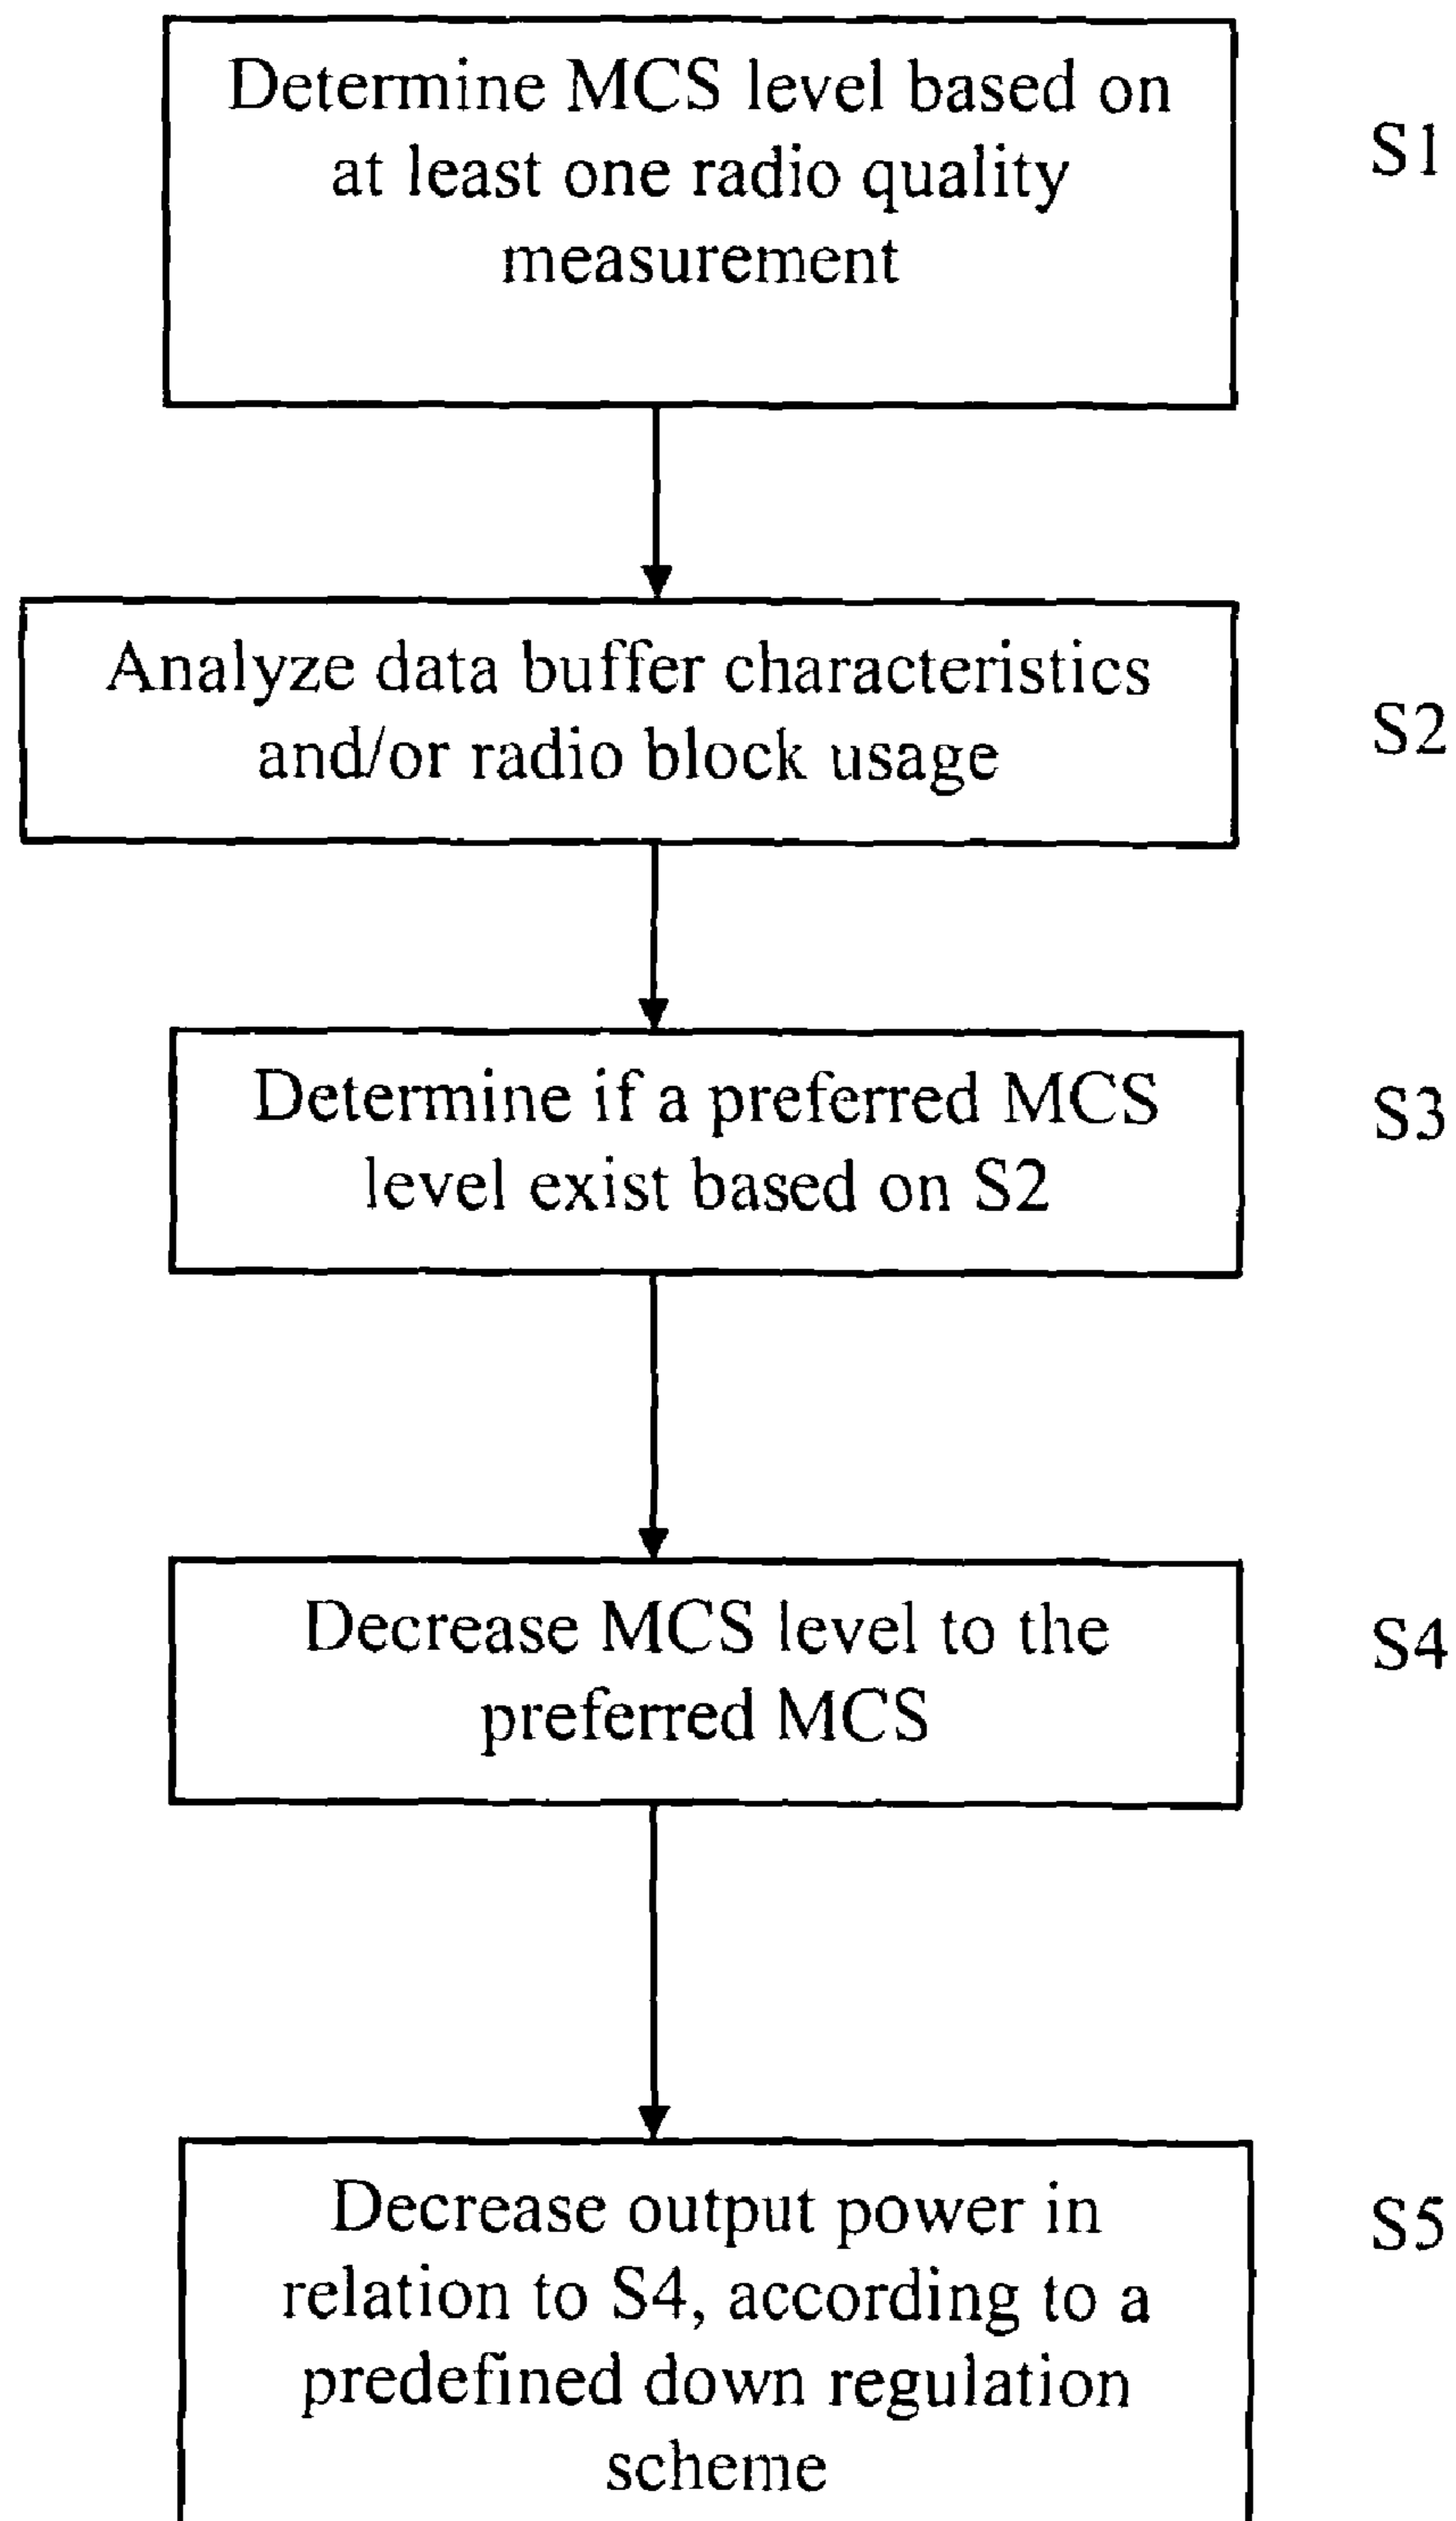 Determine MCS level based on
at least one radio quality
measurement
S1
Analyze data buffer characteristics
and/or radio block usage
S2
Determine if a preferred MCS
level exist based on S2
S3
Decrease MCS level to the
preferred MCS
S4
Decrease output power in
relation to S4, according to a
predefined down regulation
scheme
S5